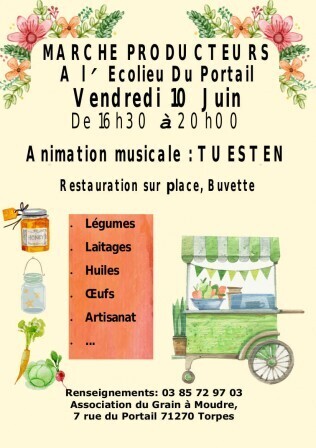 MARCHE PRODUCTEURS
A l' Ecolieu Du Portail
Vendredi 10 Juin
De 16h30 à 20h00
Animation musicale : TUESTEN
Restauration sur place, Buvette
. Légumes
. Laitages
. Huiles
. Œufs
. Artisanat
. ...
Renseignements: 03 85 72 97 03
Association du Grain à Moudre,
7 rue du Portail 71270 Torpes